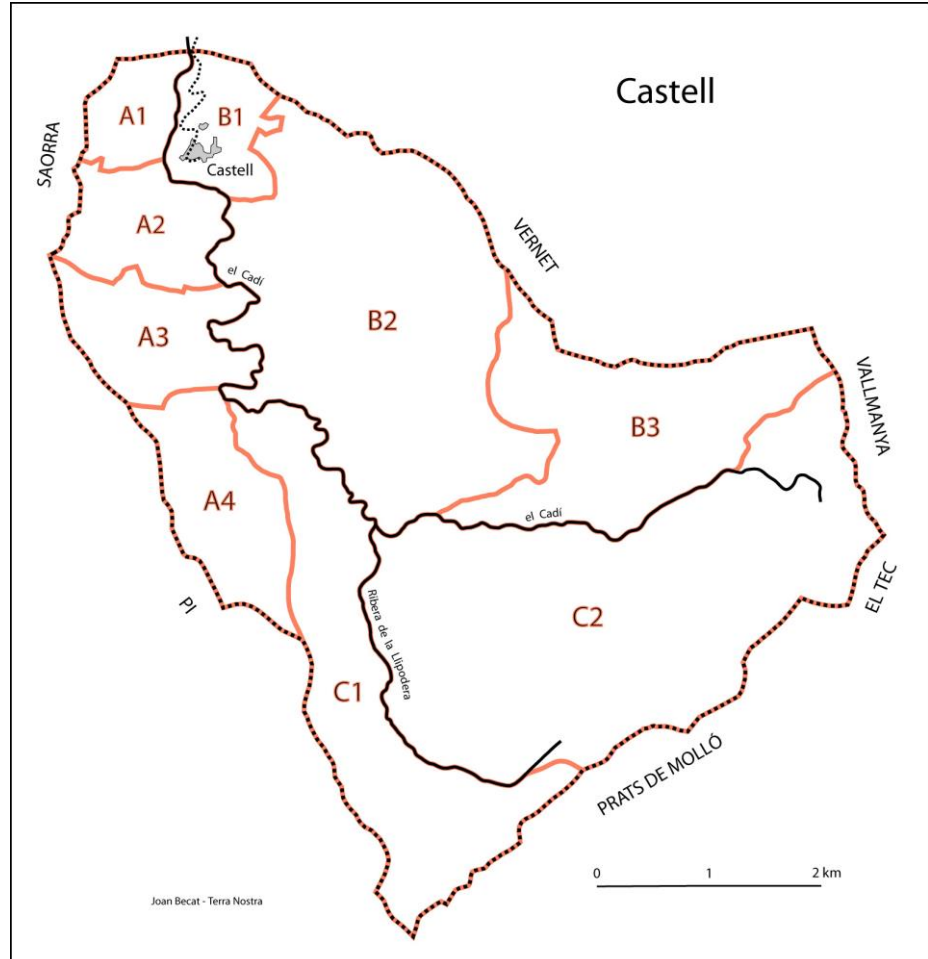 Castell
A1
B1
SAORRA
Castell
A2
VERNET
el Cadí
B2
A3
VALLMANYA
B3
A4
el Cadí
EL TEC
PI
Ribera de la Llipodera
C2
C1
PRATS DE MOLLÓ
0 1 2 km
Joan Becat - Terra Nostra